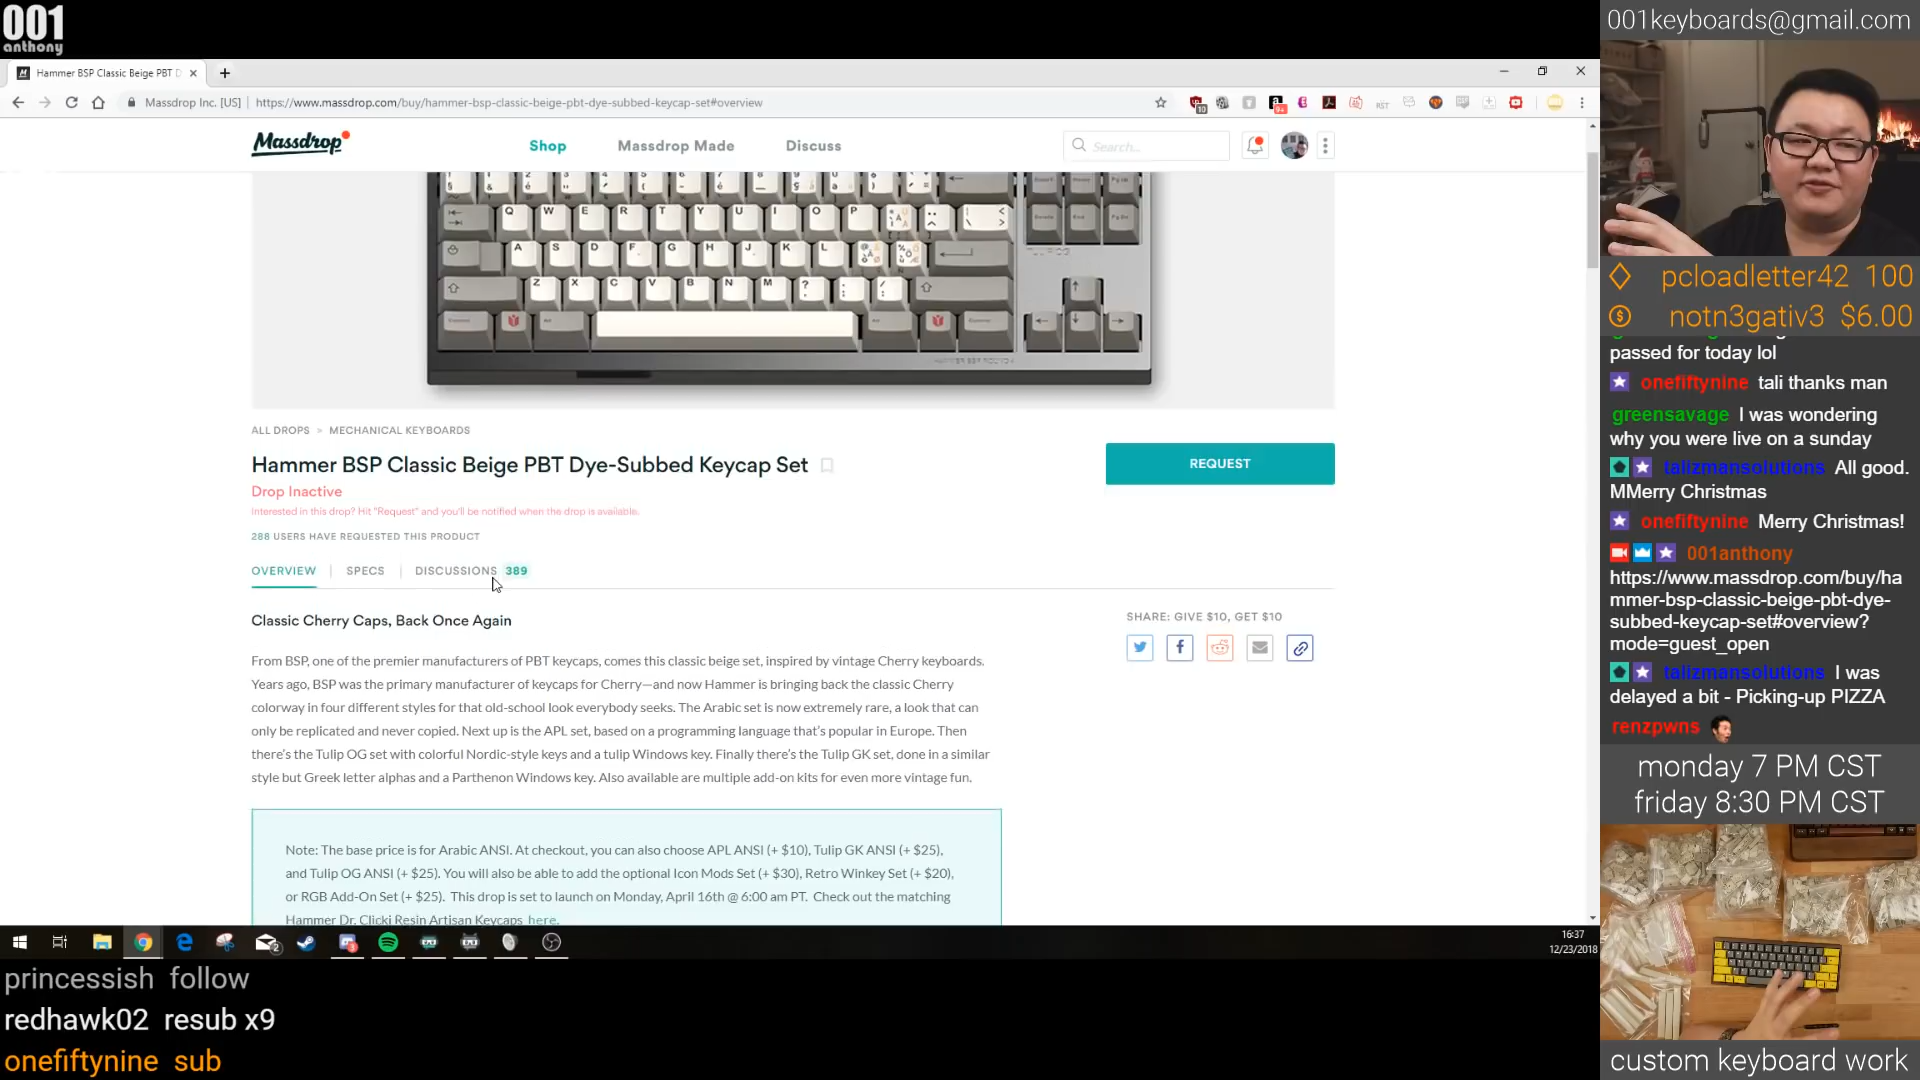 001
anthony
Hammer BSP Classic Beige PBT D
Massdrop Inc. [US]
https://www.massdrop.com/buy/hammer-bsp-classic-beige-pbt-dye-subbed-keycap-set#overview
Massdrop
Shop
Massdrop Made
Discuss
Search...
Q W E R T Y U I O P
A S D F G H J K L
Z X C V B N M
ALL DROPS > MECHANICAL KEYBOARDS
Hammer BSP Classic Beige PBT Dye-Subbed Keycap Set
REQUEST
Drop Inactive
Interested in this drop? Hit "Request" and you'll be notified when the drop is available.
288 USERS HAVE REQUESTED THIS PRODUCT
OVERVIEW | SPECS | DISCUSSIONS 389
Classic Cherry Caps, Back Once Again
SHARE: GIVE $10, GET $10
From BSP, one of the premier manufacturers of PBT keycaps, comes this classic beige set, inspired by vintage Cherry keyboards.
Years ago, BSP was the primary manufacturer of keycaps for Cherry—and now Hammer is bringing back the classic Cherry
colorway in four different styles for that old-school look everybody seeks. The Arabic set is now extremely rare, a look that can
only be replicated and never copied. Next up is the APL set, based on a programming language that's popular in Europe. Then
there's the Tulip OG set with colorful Nordic-style keys and a tulip Windows key. Finally there's the Tulip GK set, done in a similar
style but Greek letter alphas and a Parthenon Windows key. Also available are multiple add-on kits for even more vintage fun.
Note: The base price is for Arabic ANSI. At checkout, you can also choose APL ANSI (+ $10), Tulip GK ANSI (+ $25),
and Tulip OG ANSI (+ $25). You will also be able to add the optional Icon Mods Set (+ $30), Retro Winkey Set (+ $20),
or RGB Add-On Set (+ $25). This drop is set to launch on Monday, April 16th @ 6:00 am PT. Check out the matching
Hammer Dr. Clicki Resin Artisan Keycaps here.
16:37
12/23/2018
princessish follow
redhawk02 resub x9
onefiftynine sub
001keyboards@gmail.com
pcloadletter42 100
notn3gativ3 $6.00
passed for today lol
onefiftynine tali thanks man
greensavage I was wondering
why you were live on a sunday
talizmansolutions All good.
MMerry Christmas
onefiftynine Merry Christmas!
001anthony
https://www.massdrop.com/buy/ha
mmer-bsp-classic-beige-pbt-dye-
subbed-keycap-set#overview?
mode=guest_open
talizmansolutions I was
delayed a bit - Picking-up PIZZA
renzpwns
monday 7 PM CST
friday 8:30 PM CST
custom keyboard work